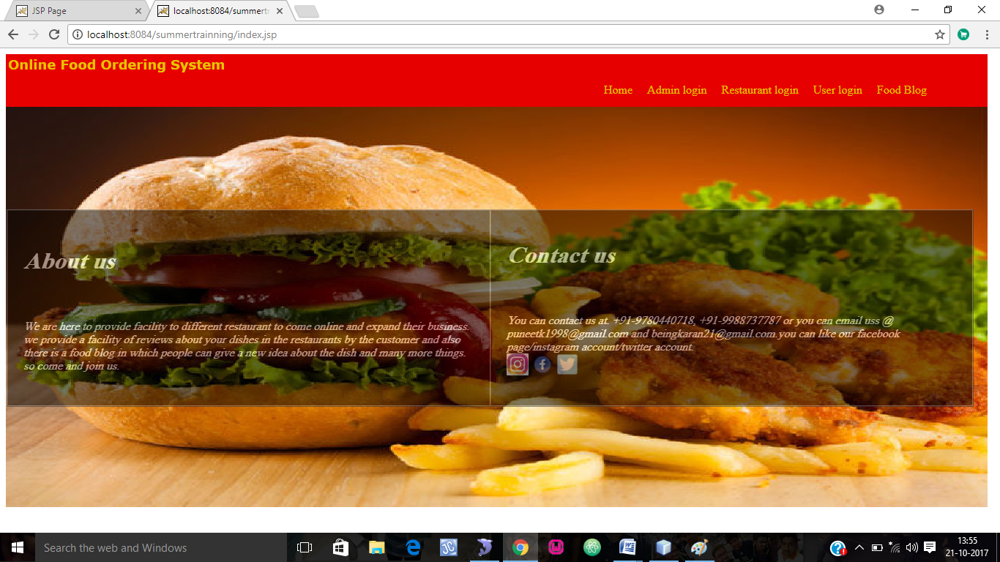 JSP Page
localhost:8084/summertr
localhost:8084/summertrainning/index.jsp
Online Food Ordering System
Home Admin login Restaurant login User login Food Blog
About us
We are here to provide facility to different restaurant to come online and expand their business.
we provide a facility of reviews about your dishes in the restaurants by the customer and also
there is a food blog in which people can give a new idea about the dish and many more things.
so come and join us.
Contact us
You can contact us at. +91-9780440718, +91-9988737787 or you can email uss @
puneetk1998@gmail.com and beingkaran21@gmail.com.you can like our facebook
page/instagram account/twitter account.
Search the web and Windows
13:55
21-10-2017